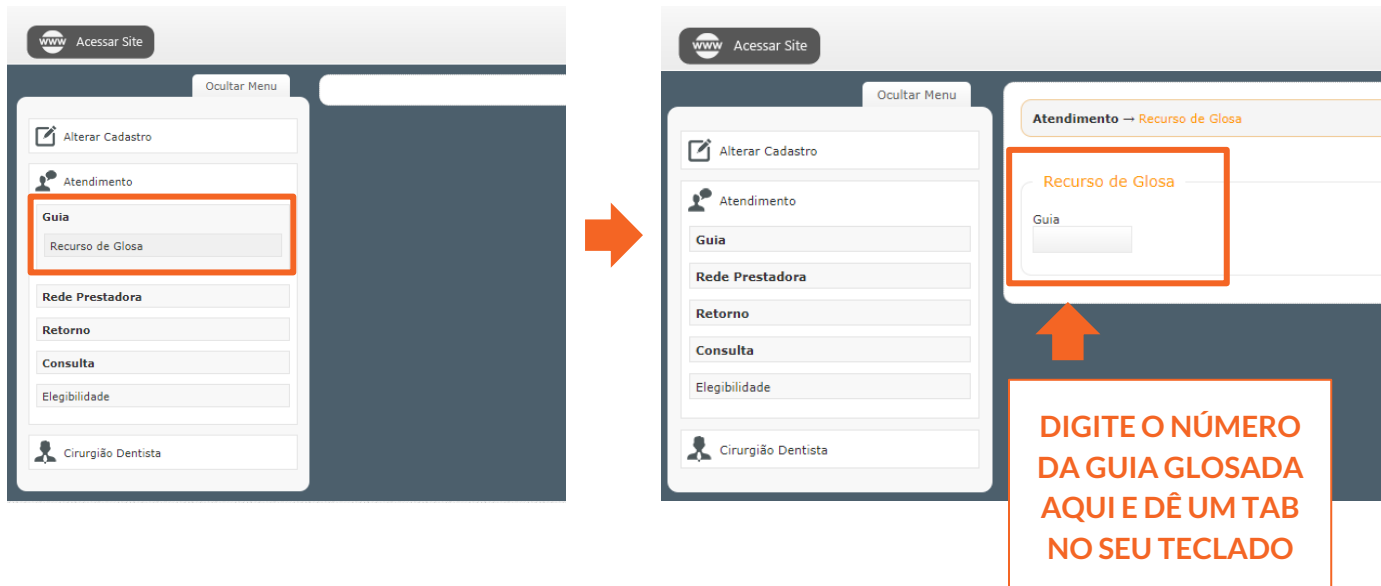 www Acessar Site
Ocultar Menu
Alterar Cadastro
Atendimento
Guia
Recurso de Glosa
Rede Prestadora
Retorno
Consulta
Elegibilidade
Cirurgião Dentista
www Acessar Site
Ocultar Menu
Alterar Cadastro
Atendimento
Guia
Rede Prestadora
Retorno
Consulta
Elegibilidade
Cirurgião Dentista
Atendimento → Recurso de Glosa
Recurso de Glosa
Guia
DIGITE O NÚMERO
DA GUIA GLOSADA
AQUI E DÊ UM TAB
NO SEU TECLADO